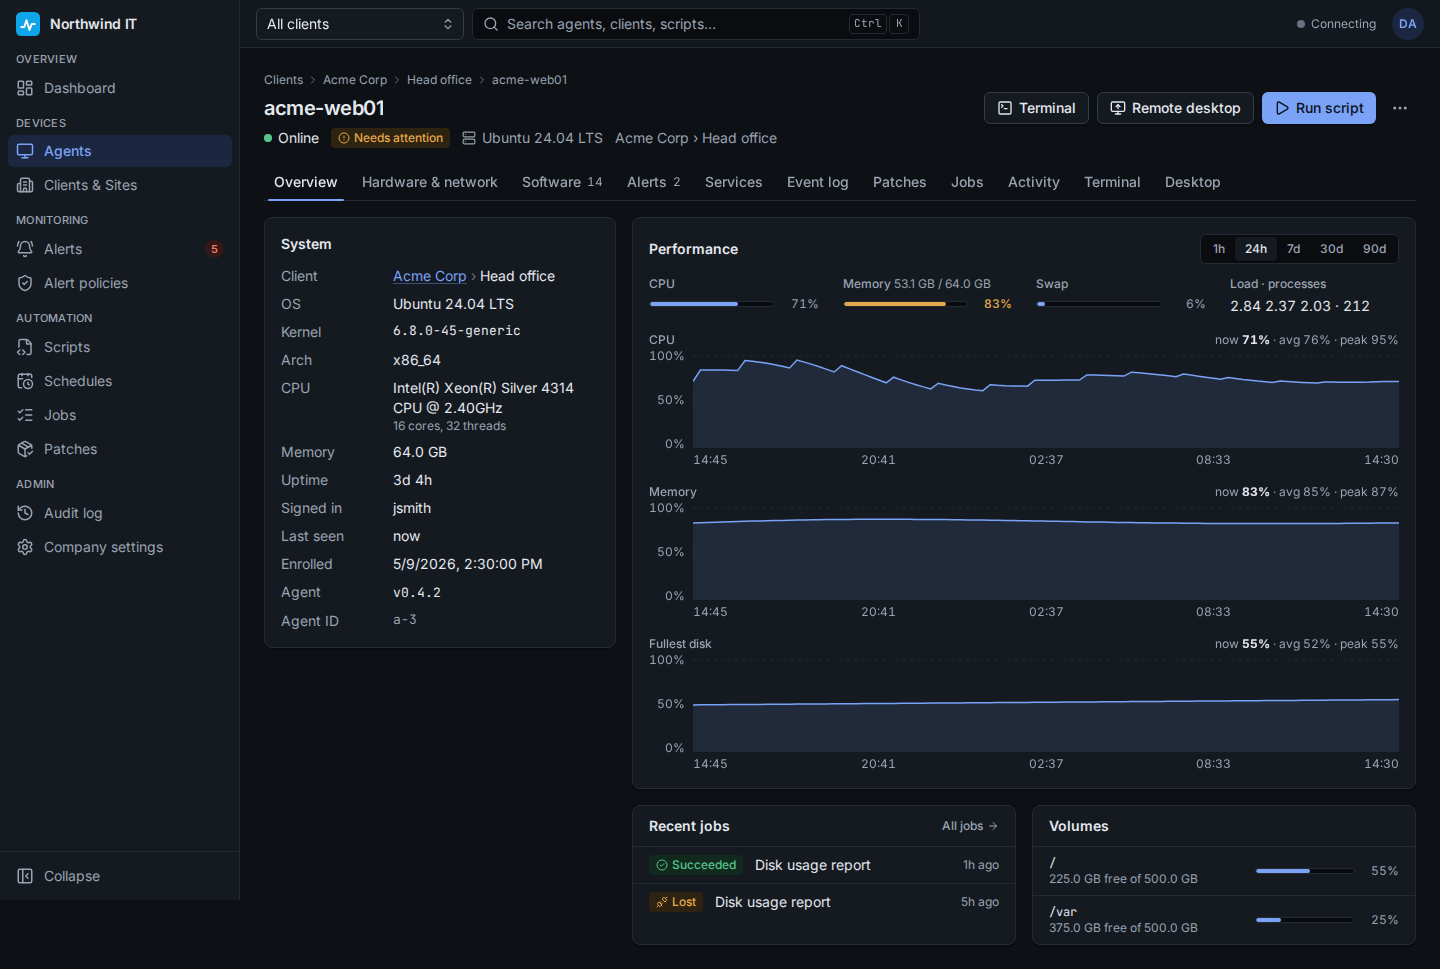 Northwind IT
OVERVIEW
Dashboard
DEVICES
Agents
Clients & Sites
MONITORING
Alerts 5
Alert policies
AUTOMATION
Scripts
Schedules
Jobs
Patches
ADMIN
Audit log
Company settings
Collapse
All clients
Search agents, clients, scripts... Ctrl K
Connecting DA
Clients > Acme Corp > Head office > acme-web01
acme-web01
Terminal Remote desktop Run script
Online Needs attention Ubuntu 24.04 LTS Acme Corp › Head office
Overview Hardware & network Software 14 Alerts 2 Services Event log Patches Jobs Activity Terminal Desktop
System
Client Acme Corp › Head office
OS Ubuntu 24.04 LTS
Kernel 6.8.0-45-generic
Arch x86_64
CPU Intel(R) Xeon(R) Silver 4314
CPU @ 2.40GHz
16 cores, 32 threads
Memory 64.0 GB
Uptime 3d 4h
Signed in jsmith
Last seen now
Enrolled 5/9/2026, 2:30:00 PM
Agent v0.4.2
Agent ID a-3
Performance 1h 24h 7d 30d 90d
CPU 71%
Memory 53.1 GB / 64.0 GB 83%
Swap 6%
Load · processes
2.84 2.37 2.03 · 212
CPU now 71% · avg 76% · peak 95%
100%
50%
0%
14:45 20:41 02:37 08:33 14:30
Memory now 83% · avg 85% · peak 87%
100%
50%
0%
14:45 20:41 02:37 08:33 14:30
Fullest disk now 55% · avg 52% · peak 55%
100%
50%
0%
14:45 20:41 02:37 08:33 14:30
Recent jobs All jobs →
Succeeded Disk usage report 1h ago
Lost Disk usage report 5h ago
Volumes
/
225.0 GB free of 500.0 GB 55%
/var
375.0 GB free of 500.0 GB 25%